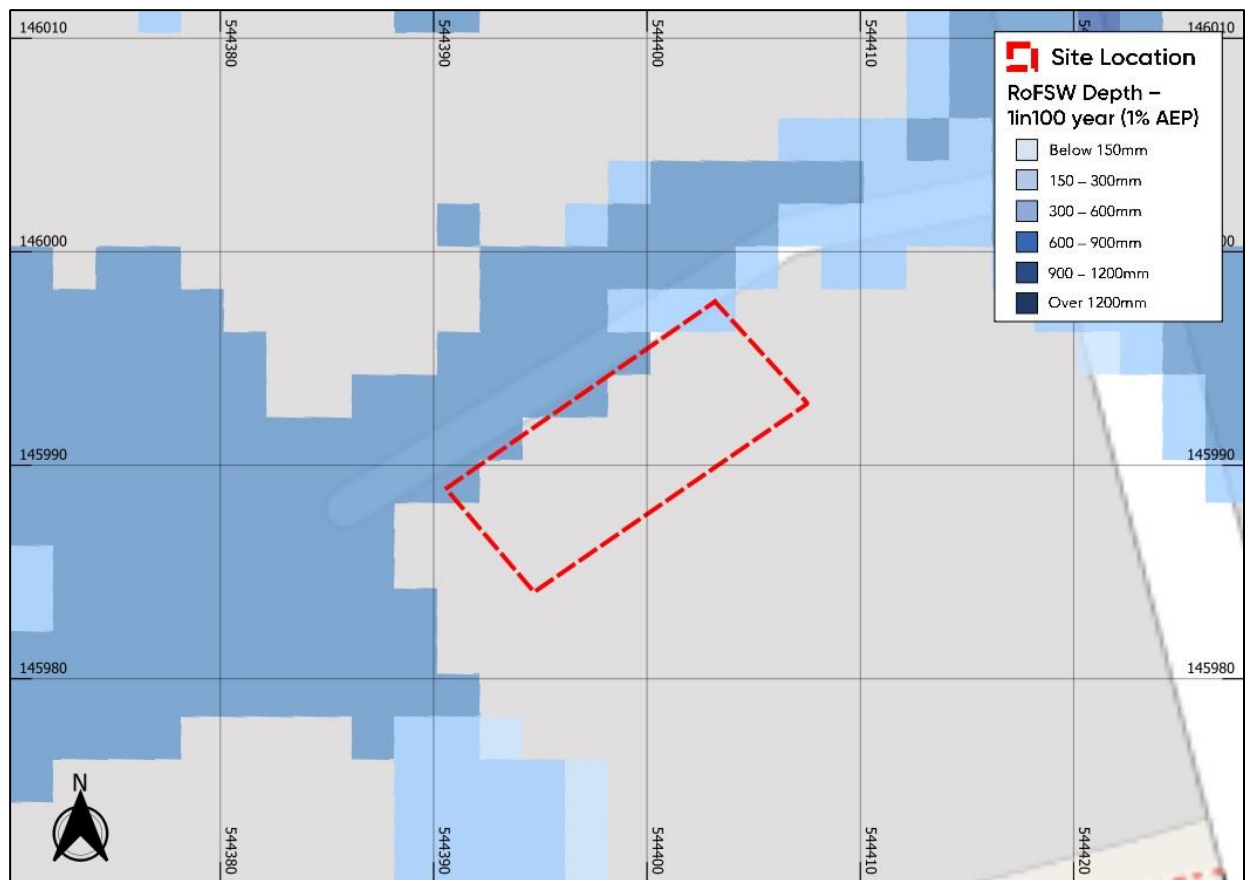 146010
544380
544390
544400
544410
146010
Site Location
RoFSW Depth –
1in100 year (1% AEP)
Below 150mm
150 – 300mm
300 – 600mm
600 – 900mm
900 – 1200mm
Over 1200mm
146000
145990
145990
145980
145980
N
544380
544390
544400
544410
544420